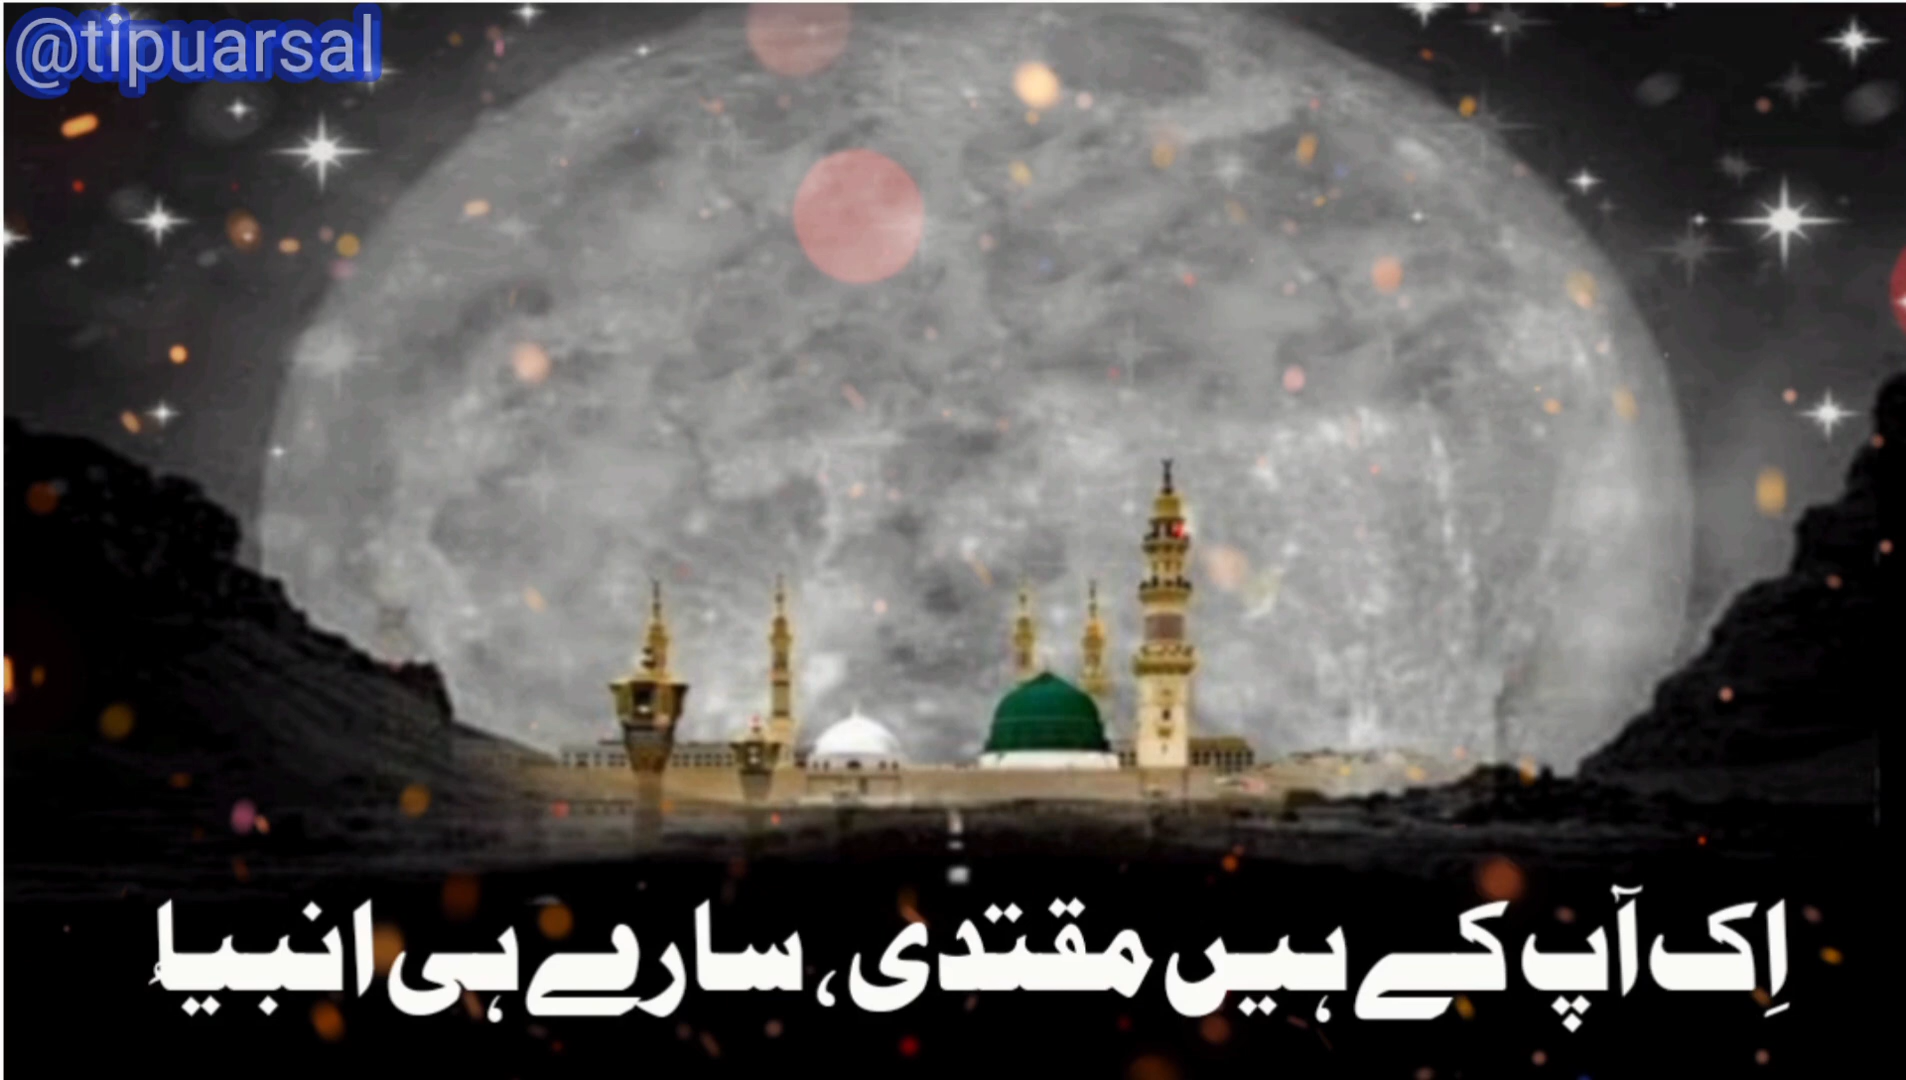 @tipuarsal
اِک آپ کے ہیں مقتدی، سارے ہی انبیاء